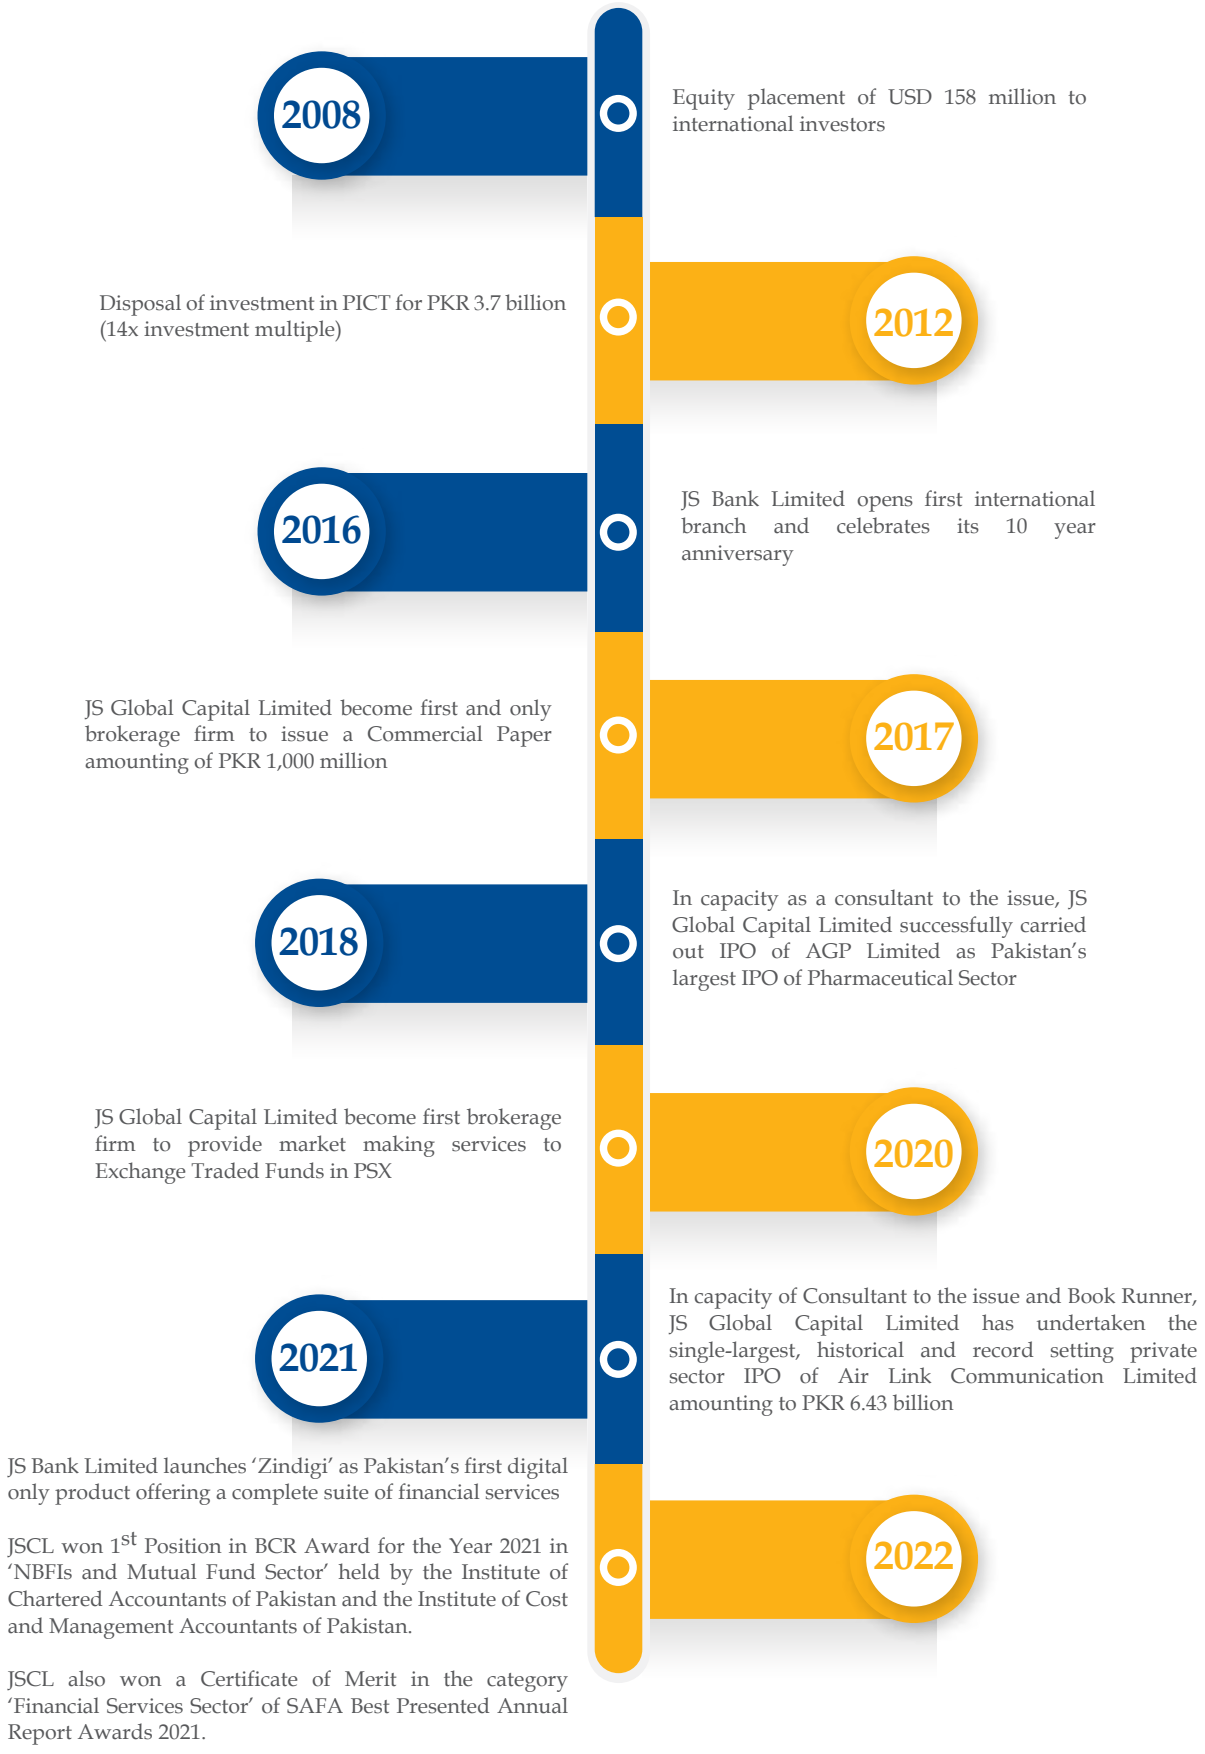 2008
Equity placement of USD 158 million to
international investors
Disposal of investment in PICT for PKR 3.7 billion
(14x investment multiple)
2012
2016
JS Bank Limited opens first international
branch and celebrates its 10 year
anniversary
JS Global Capital Limited become first and only
brokerage firm to issue a Commercial Paper
amounting of PKR 1,000 million
2017
2018
In capacity as a consultant to the issue, JS
Global Capital Limited successfully carried
out IPO of AGP Limited as Pakistan’s
largest IPO of Pharmaceutical Sector
JS Global Capital Limited become first brokerage
firm to provide market making services to
Exchange Traded Funds in PSX
2020
2021
In capacity of Consultant to the issue and Book Runner,
JS Global Capital Limited has undertaken the
single-largest, historical and record setting private
sector IPO of Air Link Communication Limited
amounting to PKR 6.43 billion
JS Bank Limited launches ‘Zindigi’ as Pakistan’s first digital
only product offering a complete suite of financial services
JSCL won 1st Position in BCR Award for the Year 2021 in
‘NBFIs and Mutual Fund Sector’ held by the Institute of
Chartered Accountants of Pakistan and the Institute of Cost
and Management Accountants of Pakistan.
JSCL also won a Certificate of Merit in the category
‘Financial Services Sector’ of SAFA Best Presented Annual
Report Awards 2021.
2022